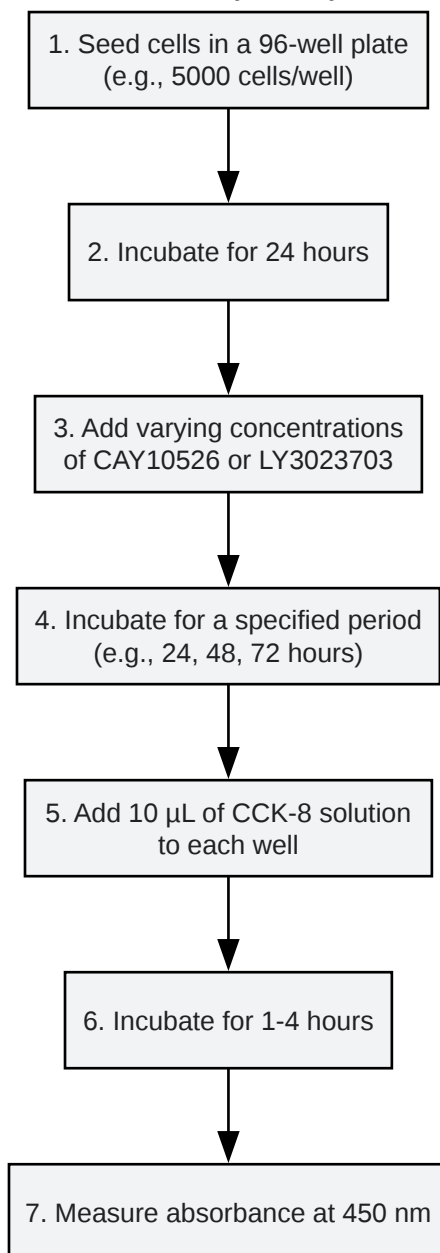 1. Seed cells in a 96-well plate
(e.g., 5000 cells/well)
2. Incubate for 24 hours
3. Add varying concentrations
of CAY10526 or LY3023703
4. Incubate for a specified period
(e.g., 24, 48, 72 hours)
5. Add 10 µL of CCK-8 solution
to each well
6. Incubate for 1-4 hours
7. Measure absorbance at 450 nm